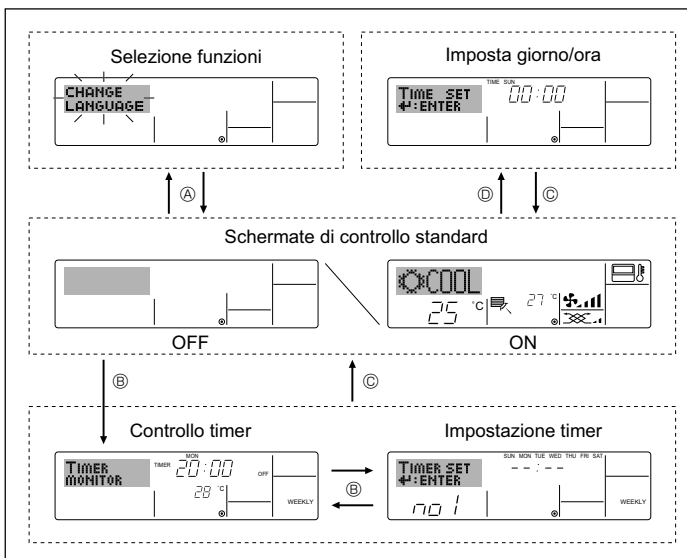 Selezione funzioni
CHANGE
LANGUAGE
Imposta giorno/ora
TIME SUN
TIME SET
↵:ENTER
00:00
Ⓐ
Ⓓ
Ⓒ
Schermate di controllo standard
COOL
25 °C
27 °C
OFF
ON
Ⓑ
Ⓒ
Controllo timer
MON
TIMER
MONITOR
TIMER 20:00 OFF
28 °C
WEEKLY
Ⓑ
Impostazione timer
SUN MON TUE WED THU FRI SAT
TIMER SET
↵:ENTER
--:--
no 1
WEEKLY